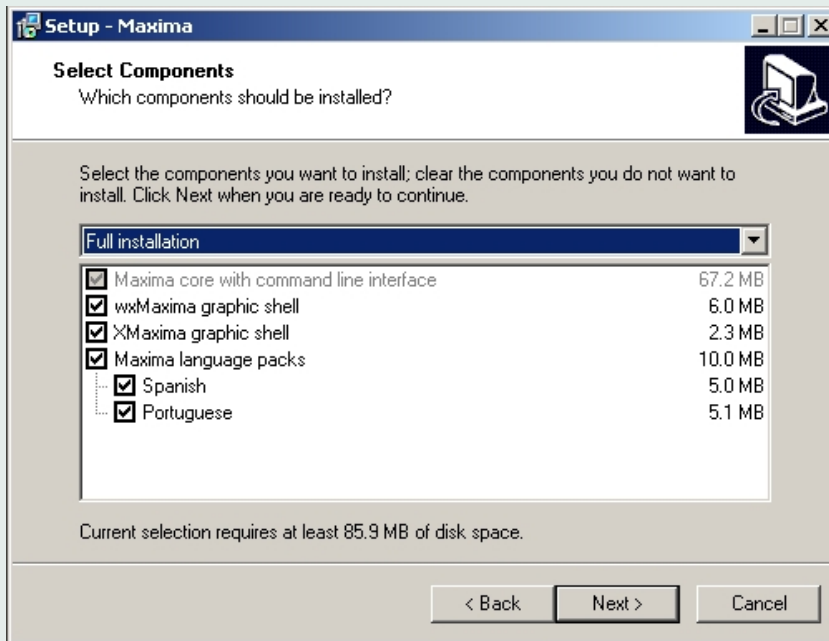 Setup - Maxima
Select Components
Which components should be installed?
Select the components you want to install; clear the components you do not want to
install. Click Next when you are ready to continue.
Full installation
Maxima core with command line interface 67.2 MB
wxMaxima graphic shell 6.0 MB
XMaxima graphic shell 2.3 MB
Maxima language packs 10.0 MB
Spanish 5.0 MB
Portuguese 5.1 MB
Current selection requires at least 85.9 MB of disk space.
< Back Next > Cancel